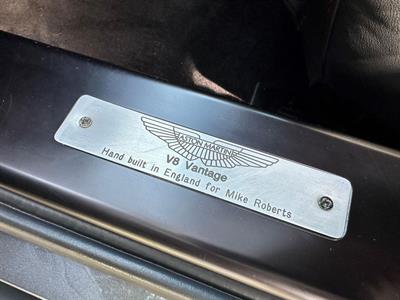 ASTON MARTIN
V8 Vantage
Hand built in England for Mike Roberts